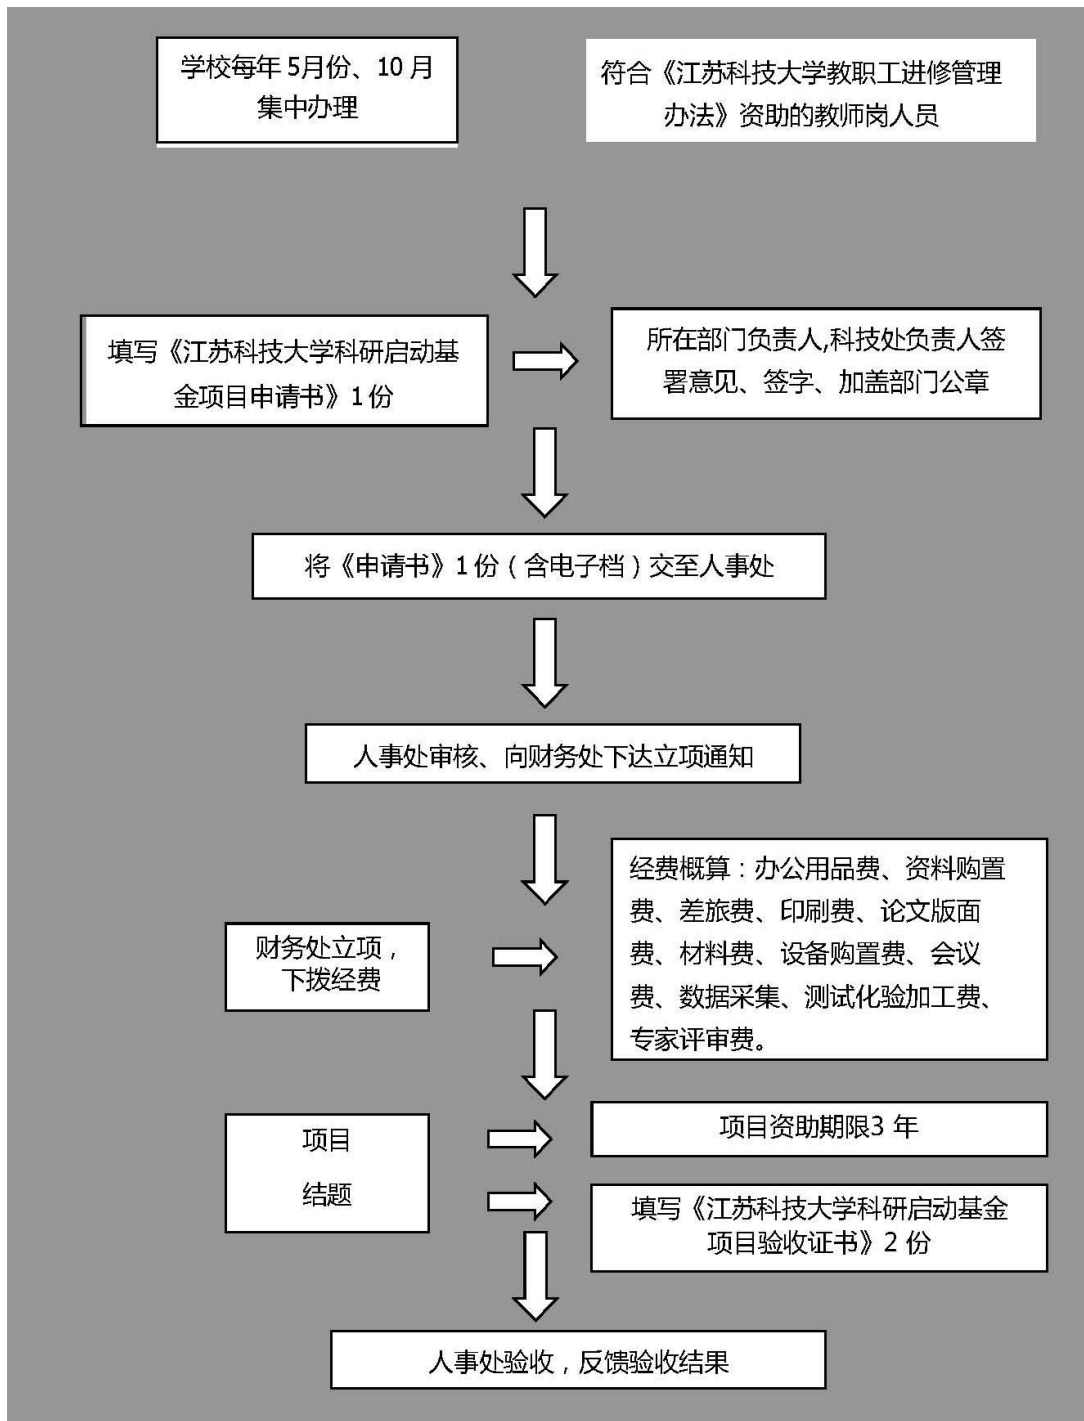 学校每年 5月份、10 月
集中办理
符合《江苏科技大学教职工进修管理
办法》资助的教师岗人员
填写《江苏科技大学科研启动基
金项目申请书》1 份
所在部门负责人,科技处负责人签
署意见、签字、加盖部门公章
将《申请书》1 份（含电子档）交至人事处
人事处审核、向财务处下达立项通知
经费概算：办公用品费、资料购置
费、差旅费、印刷费、论文版面
费、材料费、设备购置费、会议
费、数据采集、测试化验加工费、
专家评审费。
财务处立项，
下拨经费
项目
结题
项目资助期限3 年
填写《江苏科技大学科研启动基金
项目验收证书》2 份
人事处验收，反馈验收结果